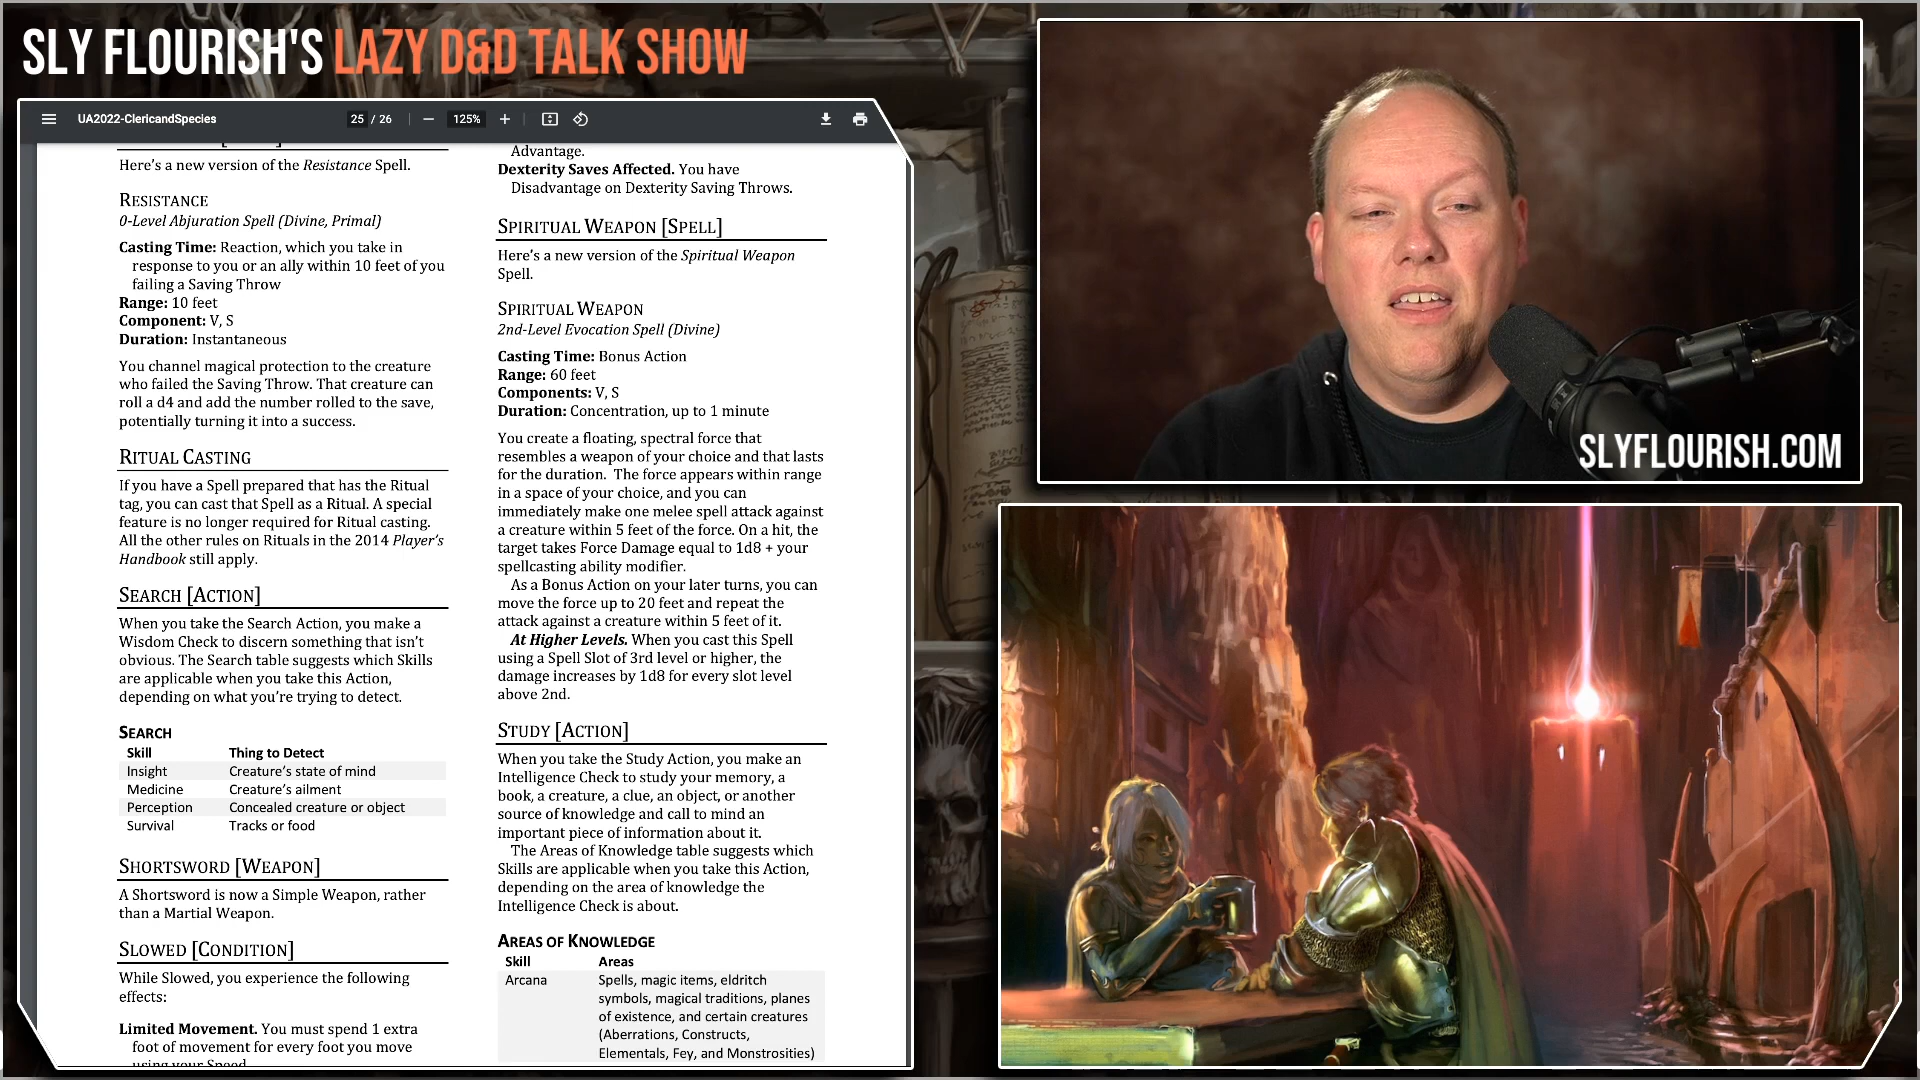 SLY FLOURISH'S LAZY D&D TALK SHOW
UA2022-ClericandSpecies
25 / 26
125%
Here's a new version of the Resistance Spell.
RESISTANCE
0-Level Abjuration Spell (Divine, Primal)
Casting Time: Reaction, which you take in
response to you or an ally within 10 feet of you
failing a Saving Throw
Range: 10 feet
Component: V, S
Duration: Instantaneous
You channel magical protection to the creature
who failed the Saving Throw. That creature can
roll a d4 and add the number rolled to the save,
potentially turning it into a success.
RITUAL CASTING
If you have a Spell prepared that has the Ritual
tag, you can cast that Spell as a Ritual. A special
feature is no longer required for Ritual casting.
All the other rules on Rituals in the 2014 Player's
Handbook still apply.
SEARCH [ACTION]
When you take the Search Action, you make a
Wisdom Check to discern something that isn't
obvious. The Search table suggests which Skills
are applicable when you take this Action,
depending on what you're trying to detect.
SEARCH
Skill Thing to Detect
Insight Creature's state of mind
Medicine Creature's ailment
Perception Concealed creature or object
Survival Tracks or food
SHORTSWORD [WEAPON]
A Shortsword is now a Simple Weapon, rather
than a Martial Weapon.
SLOWED [CONDITION]
While Slowed, you experience the following
effects:
Limited Movement. You must spend 1 extra
foot of movement for every foot you move
using your Speed.
Advantage.
Dexterity Saves Affected. You have
Disadvantage on Dexterity Saving Throws.
SPIRITUAL WEAPON [SPELL]
Here's a new version of the Spiritual Weapon
Spell.
SPIRITUAL WEAPON
2nd-Level Evocation Spell (Divine)
Casting Time: Bonus Action
Range: 60 feet
Components: V, S
Duration: Concentration, up to 1 minute
You create a floating, spectral force that
resembles a weapon of your choice and that lasts
for the duration. The force appears within range
in a space of your choice, and you can
immediately make one melee spell attack against
a creature within 5 feet of the force. On a hit, the
target takes Force Damage equal to 1d8 + your
spellcasting ability modifier.
As a Bonus Action on your later turns, you can
move the force up to 20 feet and repeat the
attack against a creature within 5 feet of it.
At Higher Levels. When you cast this Spell
using a Spell Slot of 3rd level or higher, the
damage increases by 1d8 for every slot level
above 2nd.
STUDY [ACTION]
When you take the Study Action, you make an
Intelligence Check to study your memory, a
book, a creature, a clue, an object, or another
source of knowledge and call to mind an
important piece of information about it.
The Areas of Knowledge table suggests which
Skills are applicable when you take this Action,
depending on the area of knowledge the
Intelligence Check is about.
AREAS OF KNOWLEDGE
Skill Areas
Arcana Spells, magic items, eldritch
symbols, magical traditions, planes
of existence, and certain creatures
(Aberrations, Constructs,
Elementals, Fey, and Monstrosities)
SLYFLOURISH.COM